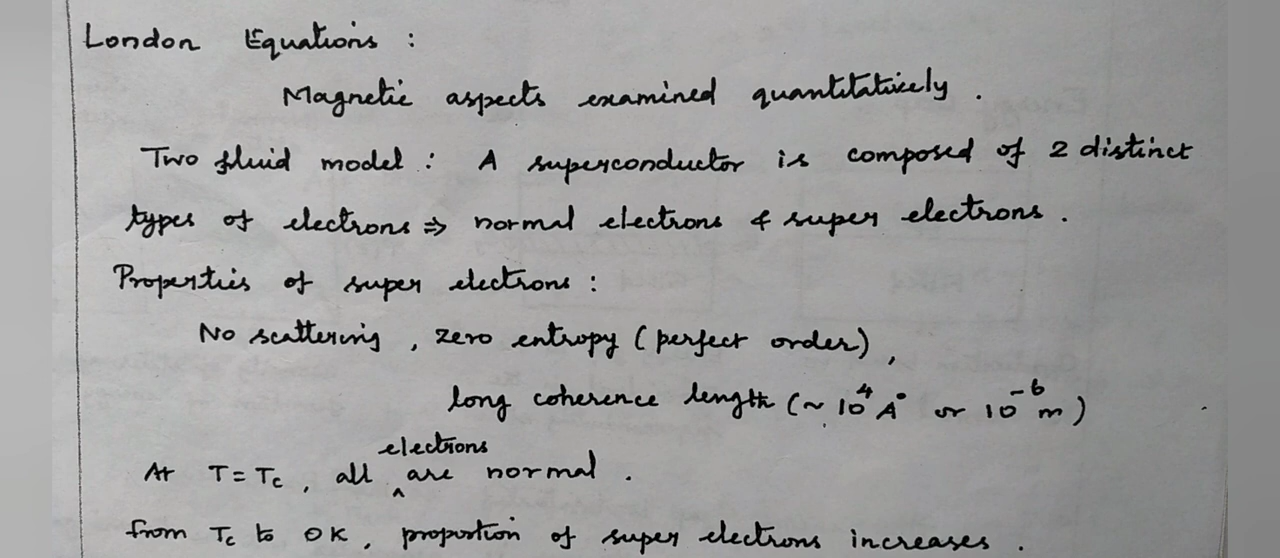 London Equations :
Magnetic aspects examined quantitatively .
Two fluid model : A superconductor is composed of 2 distinct
types of electrons ⇒ normal electrons & super electrons .
Properties of super electrons :
No scattering , zero entropy ( perfect order) ,
long coherence length (~ 10⁴ A° or 10⁻⁶ m )
At T = Tc , all electrons are normal .
from Tc to 0K , proportion of super electrons increases .